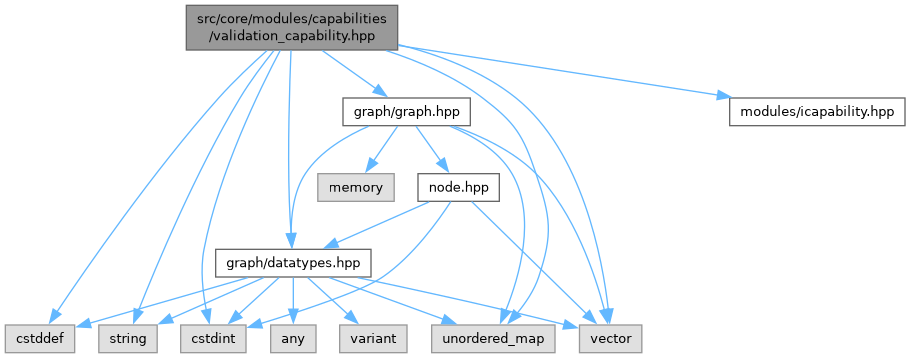 src/core/modules/capabilities
/validation_capability.hpp
graph/graph.hpp
modules/icapability.hpp
memory
node.hpp
graph/datatypes.hpp
cstddef
string
cstdint
any
variant
unordered_map
vector